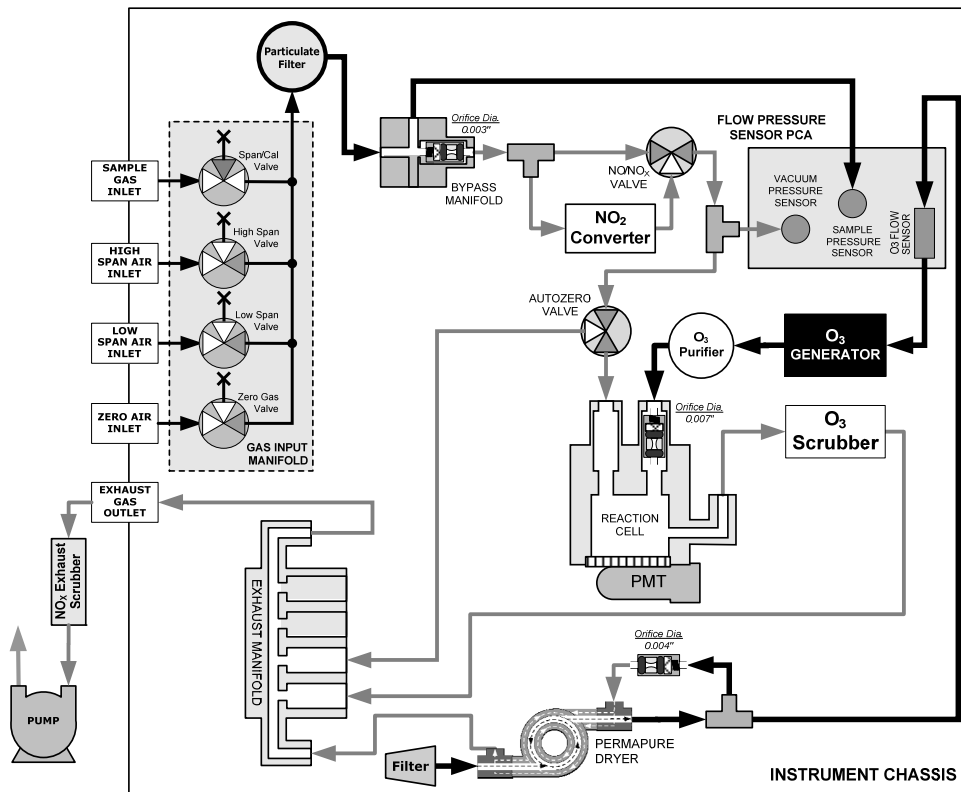 Particulate
Filter
Orifice Dia.
0.003"
FLOW PRESSURE
SENSOR PCA
Span/Cal
Valve
SAMPLE
GAS
INLET
BYPASS
MANIFOLD
NO/NOX
VALVE
VACUUM
PRESSURE
SENSOR
SAMPLE
PRESSURE
SENSOR
O3 FLOW
SENSOR
NO2
Converter
HIGH
SPAN AIR
INLET
High Span
Valve
LOW
SPAN AIR
INLET
Low Span
Valve
AUTOZERO
VALVE
O3
Purifier
O3
GENERATOR
ZERO AIR
INLET
Zero Gas
Valve
GAS INPUT
MANIFOLD
Orifice Dia.
0.007"
O3
Scrubber
EXHAUST
GAS
OUTLET
REACTION
CELL
PMT
NOX Exhaust
Scrubber
EXHAUST MANIFOLD
Orifice Dia.
0.004"
PUMP
Filter
PERMAPURE
DRYER
INSTRUMENT CHASSIS